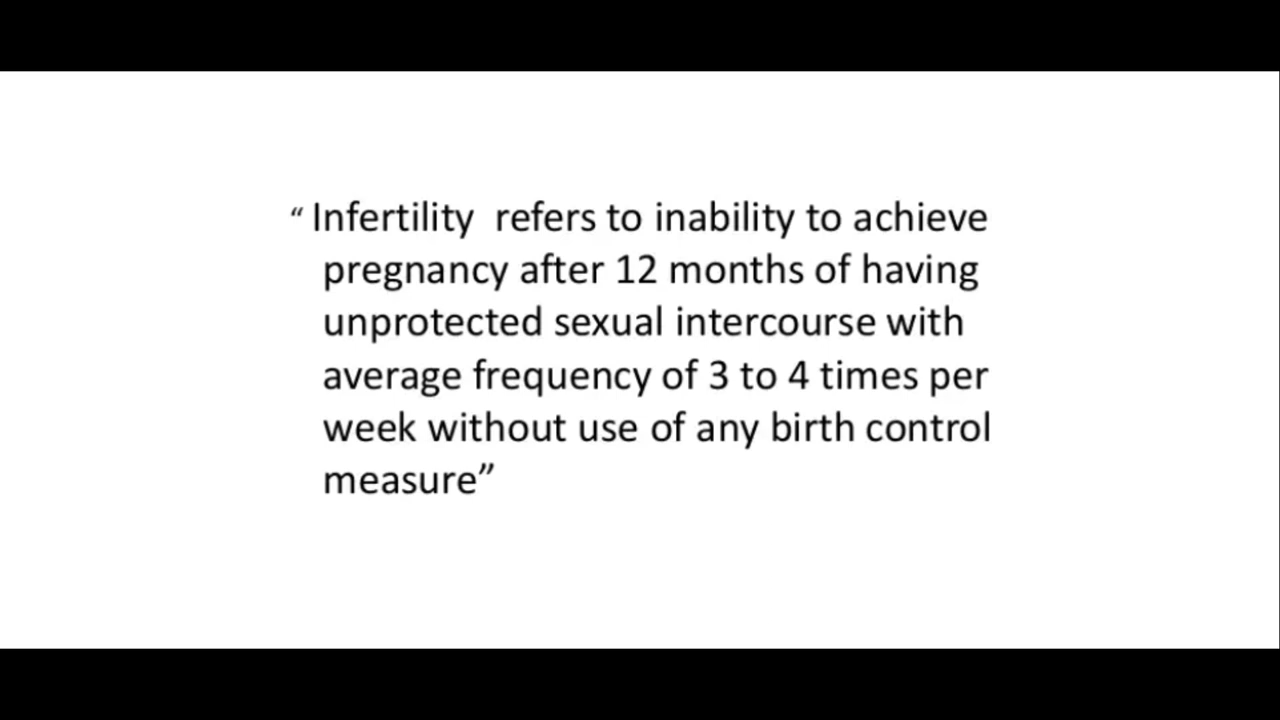 “ Infertility  refers to inability to achieve
pregnancy after 12 months of having
unprotected sexual intercourse with
average frequency of 3 to 4 times per
week without use of any birth control
measure”